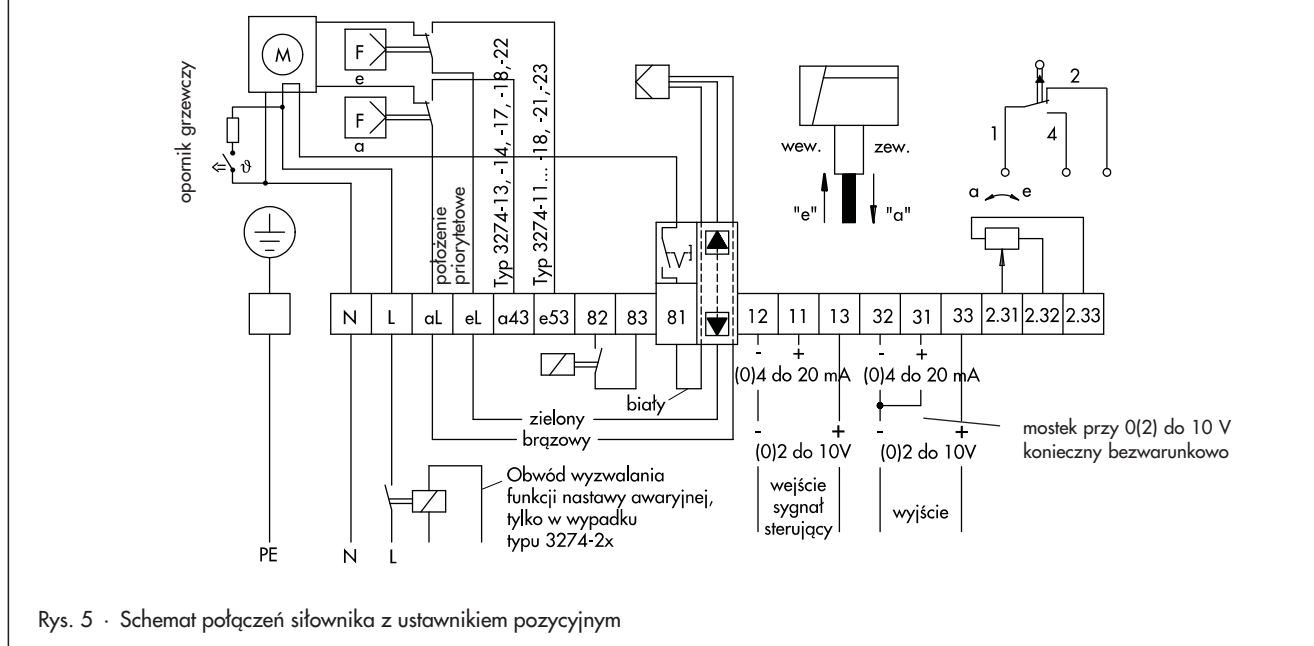 M
F
e
F
a
opornik grzewczy
ϑ
położenie
priorytetowe
Typ 3274-13, -14, -17, -18,-22
Typ 3274-11... -18, -21,-23
wew.
zew.
"e"
"a"
1
2
4
a
e
N
L
aL
eL
a43
e53
82
83
81
12
11
13
32
31
33
2.31
2.32
2.33
- +
(0)4 do 20 mA
- +
(0)4 do 20 mA
biały
zielony
brązowy
- +
(0)2 do 10V
- +
(0)2 do 10V
mostek przy 0(2) do 10 V
konieczny bezwarunkowo
Obwód wyzwalania
funkcji nastawy awaryjnej,
tylko w wypadku
typu 3274-2x
wejście
sygnał
sterujący
wyjście
PE
N
L
Rys. 5 · Schemat połączeń siłownika z ustawnikiem pozycyjnym